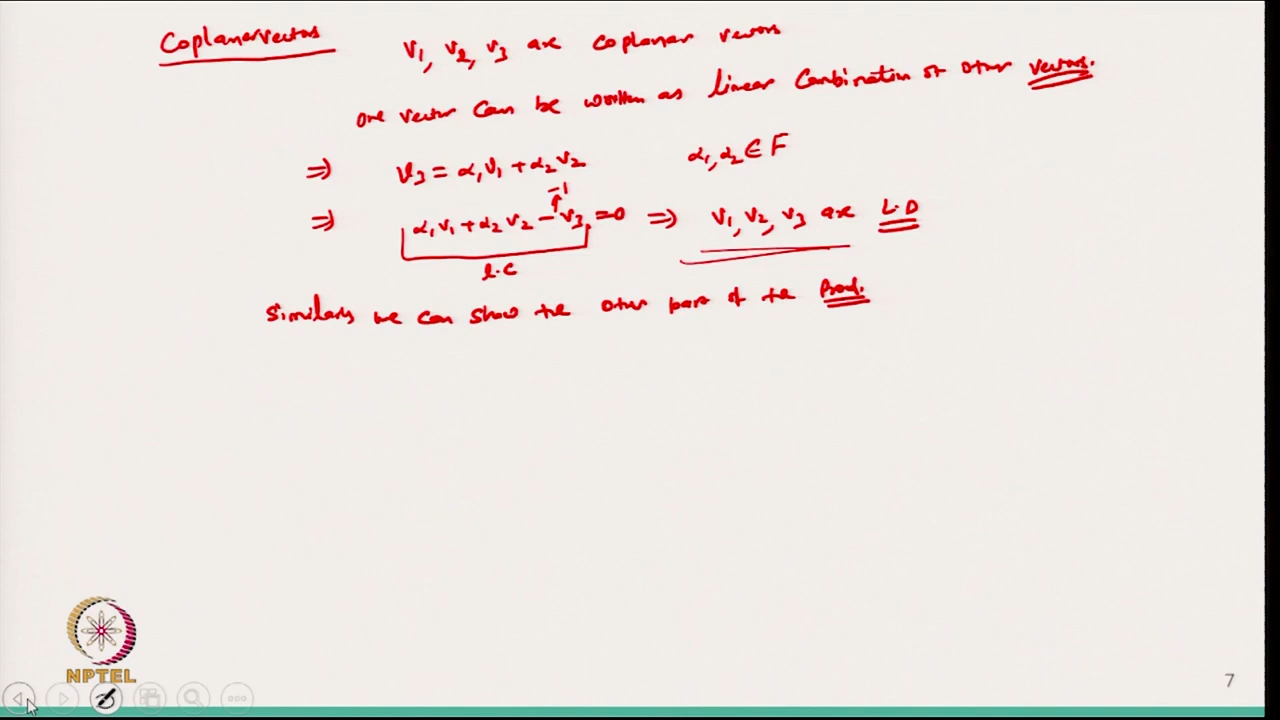 Coplanar vectors
v1, v2, v3 are coplanar vectors
one vector can be written as linear combination of other vectors.
⇒ v3 = α1v1 + α2v2 α1, α2 ∈ F
-1
⇒ α1v1 + α2v2 - v3 = 0 ⇒ v1, v2, v3 are L.D
l.c
Similarly we can show the other part of the Proof.
NPTEL
7